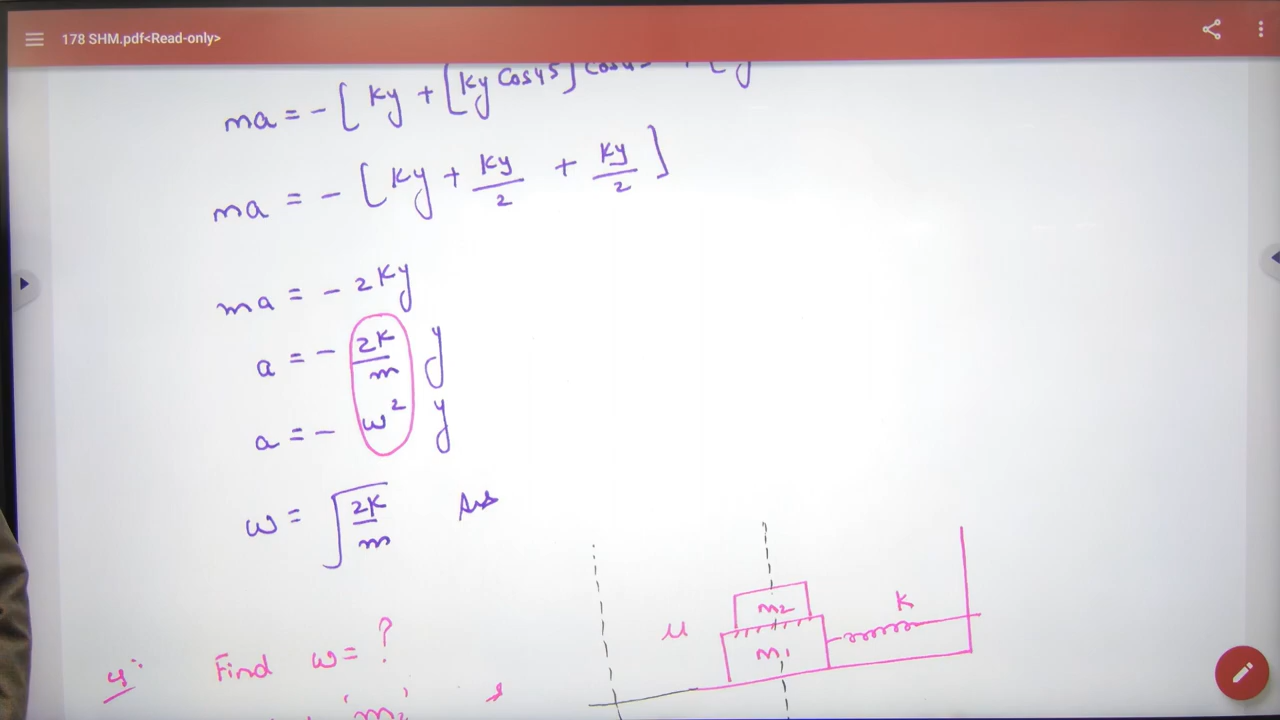 178 SHM.pdf<Read-only>
ma = - [ Ky + [Ky Cos45]
ma = - [ Ky + Ky/2 + Ky/2 ]
ma = - 2Ky
a = - 2K/m y
a = - ω² y
ω = √(2K/m) Ans
m2
K
μ
m1
Find ω = ?
'm2'